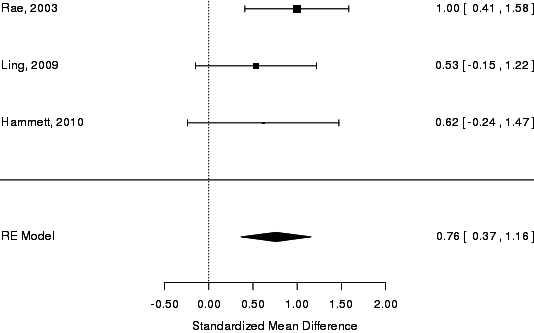 Rae, 2003 1.00 [ 0.41 , 1.58 ]
Ling, 2009 0.53 [ -0.15 , 1.22 ]
Hammett, 2010 0.62 [ -0.24 , 1.47 ]
RE Model 0.76 [ 0.37 , 1.16 ]
-0.50 0.00 0.50 1.00 1.50 2.00
Standardized Mean Difference